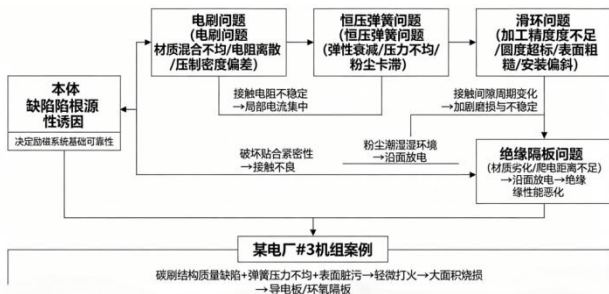 电刷问题
(电刷问题
材质混合不均/电阻离散
/压制密度偏差)
恒压弹簧问题
(恒压弹簧问题
(弹性衰减/压力不均/
粉尘卡滞)
滑环问题
(加工精度度不足
/圆度超标/表面粗
糙/安装偏斜)
接触电阻不稳定
→局部电流集中
接触间隙周期变化
→加剧磨损与不稳定
本体
缺陷陷根源
性诱因
决定励磁系统基础可靠性
粉尘潮湿湿环境
→沿面放电
破坏贴合紧密性
→接触不良
绝缘隔板问题
(材质劣化/爬电距离不足)
→沿面放电→绝缘
缘性能恶化
某电厂#3机组案例
碳刷结构质量缺陷+弹簧压力不均+表面脏污→轻微打火→大面积烧损
→导电板/环氧隔板